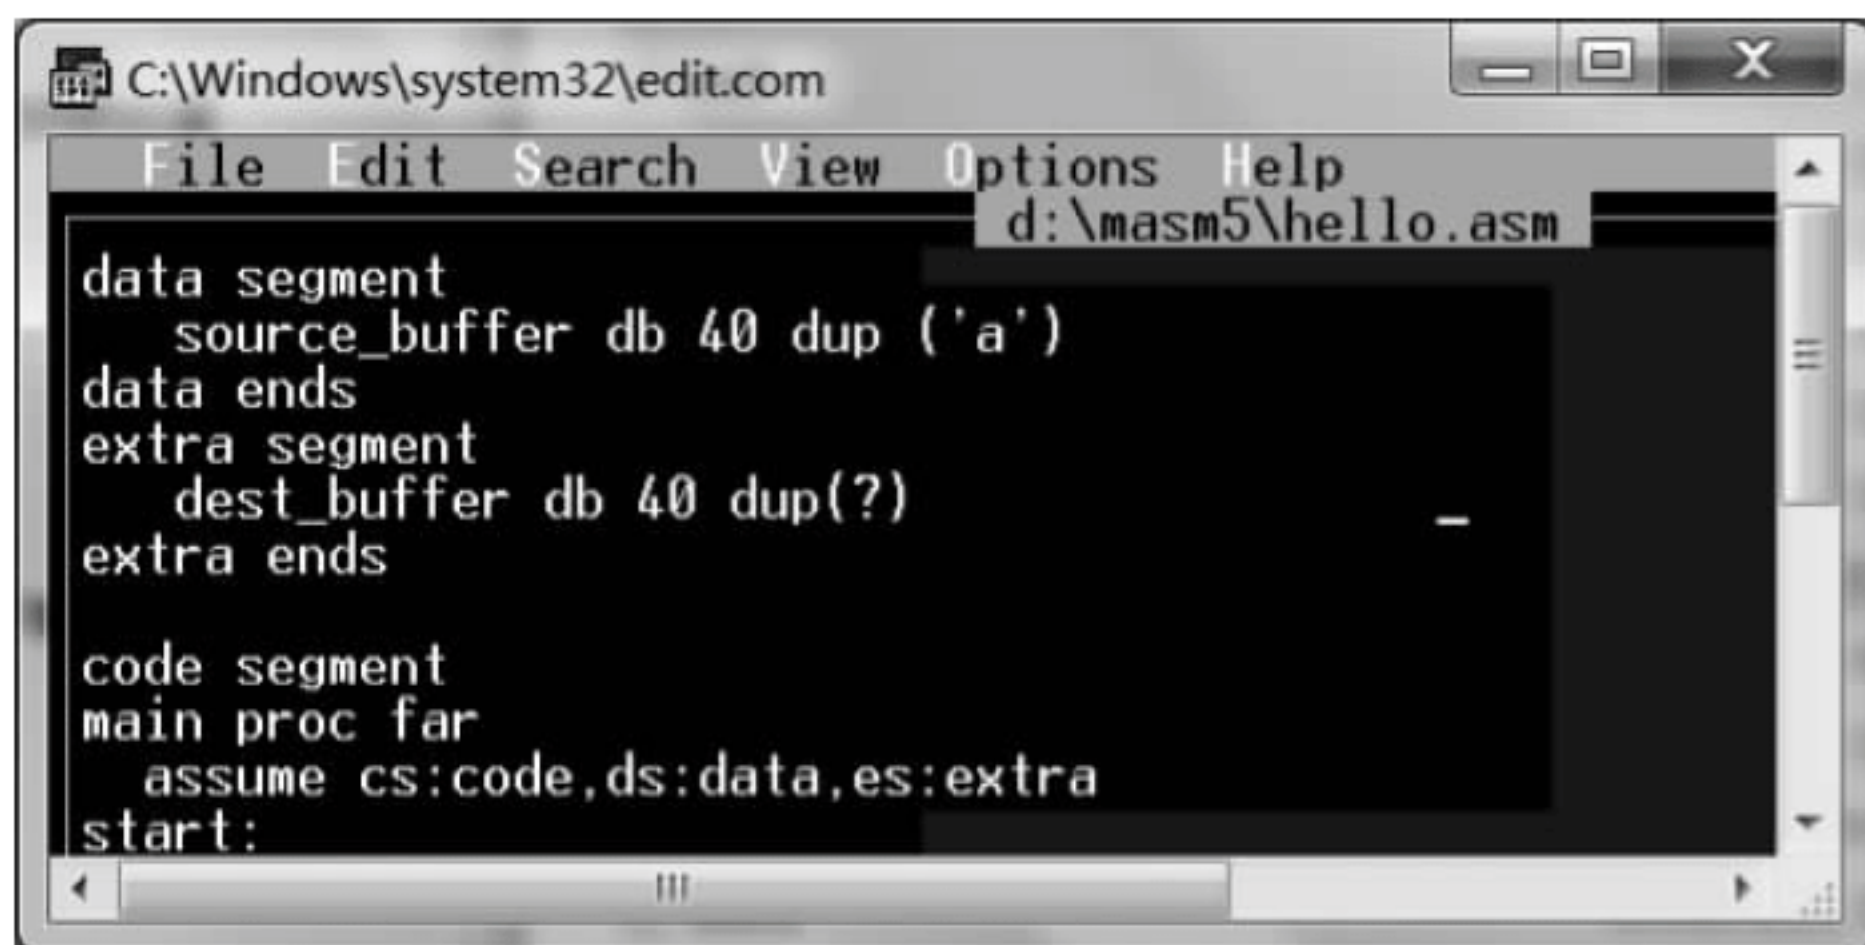 C:\Windows\system32\edit.com
File Edit Search View Options Help
d:\masm5\hello.asm
data segment
   source_buffer db 40 dup ('a')
data ends
extra segment
   dest_buffer db 40 dup(?)
extra ends
code segment
main proc far
  assume cs:code,ds:data,es:extra
start: